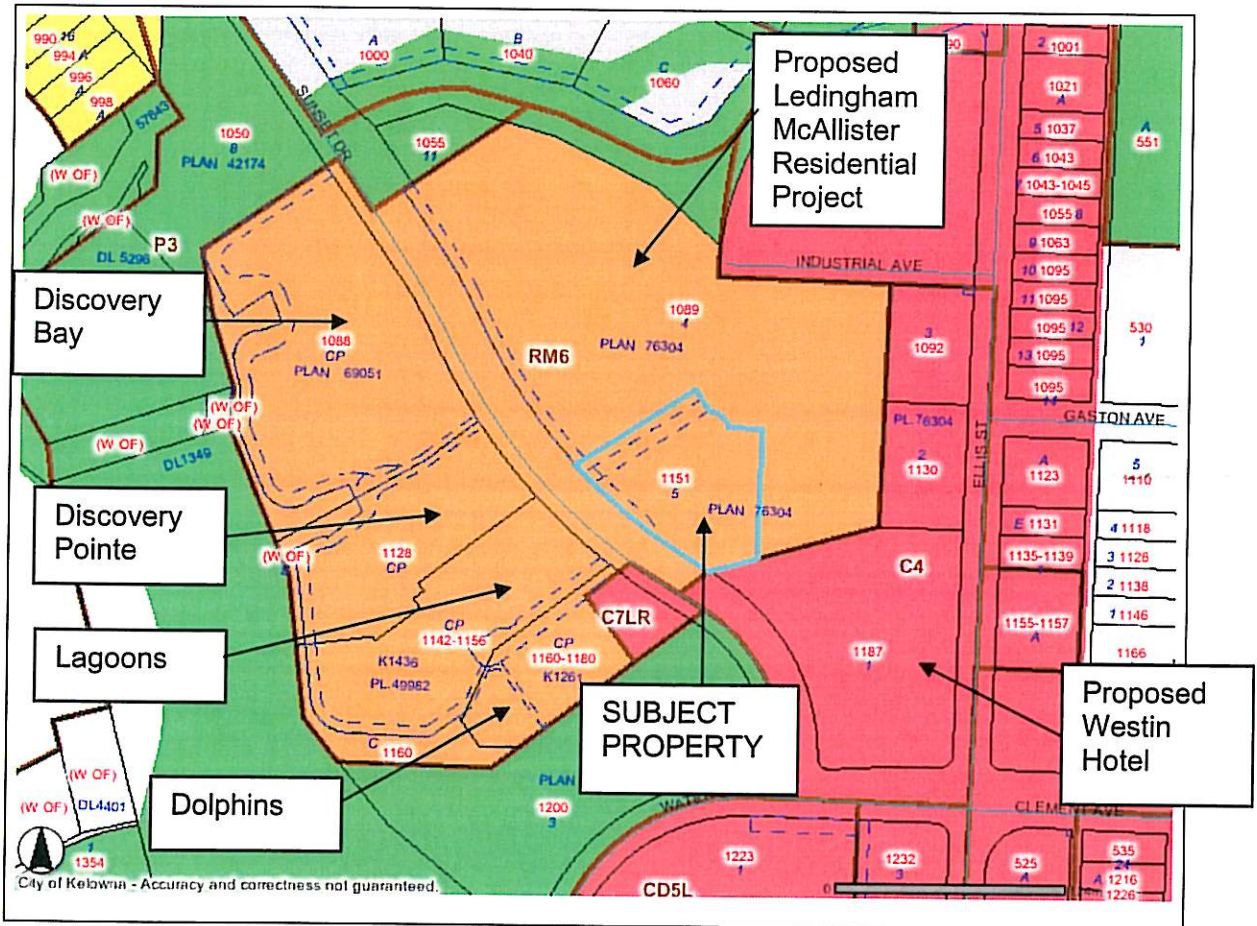 990 16
994 A
996
A
998
A
57643
(W OF)
1050
B
PLAN 42174
(W OF)
P3
DL 5296
SUNSET DR
A
1000
B
1040
C
1060
1055
11
Proposed
Ledingham
McAllister
Residential
Project
90
2 1001
1021
A
5 1037
6 1043
1043-1045
1055 8
9 1063
10 1095
11 1095
1095 12
13 1095
1095
14
A
551
530
1
INDUSTRIAL AVE
Discovery
Bay
1088
CP
PLAN 69051
1089
4
PLAN 76304
RM6
3
1092
PL.76304
2
1130
ELLIS ST
GASTON AVE
(W OF)
(W OF)
(W OF)
DL1349
1151
5
PLAN 76304
A
1123
E 1131
1135-1139
1155-1157
A
5
1110
4 1118
3 1126
2 1138
1 1146
1166
Discovery
Pointe
(W OF)
1128
CP
C4
C7LR
Lagoons
CP
1142-1156
K1436
PL.49982
CP
1160-1180
K1261
1187
1
SUBJECT
PROPERTY
Proposed
Westin
Hotel
C
1160
Dolphins
PLAN
1200
3
CLEMENT AVE
(W OF)
(W OF)
DL4401
1
1354
1223
1
1232
3
525
A
535
24
A 1216
1226
CD5L
0
City of Kelowna - Accuracy and correctness not guaranteed.